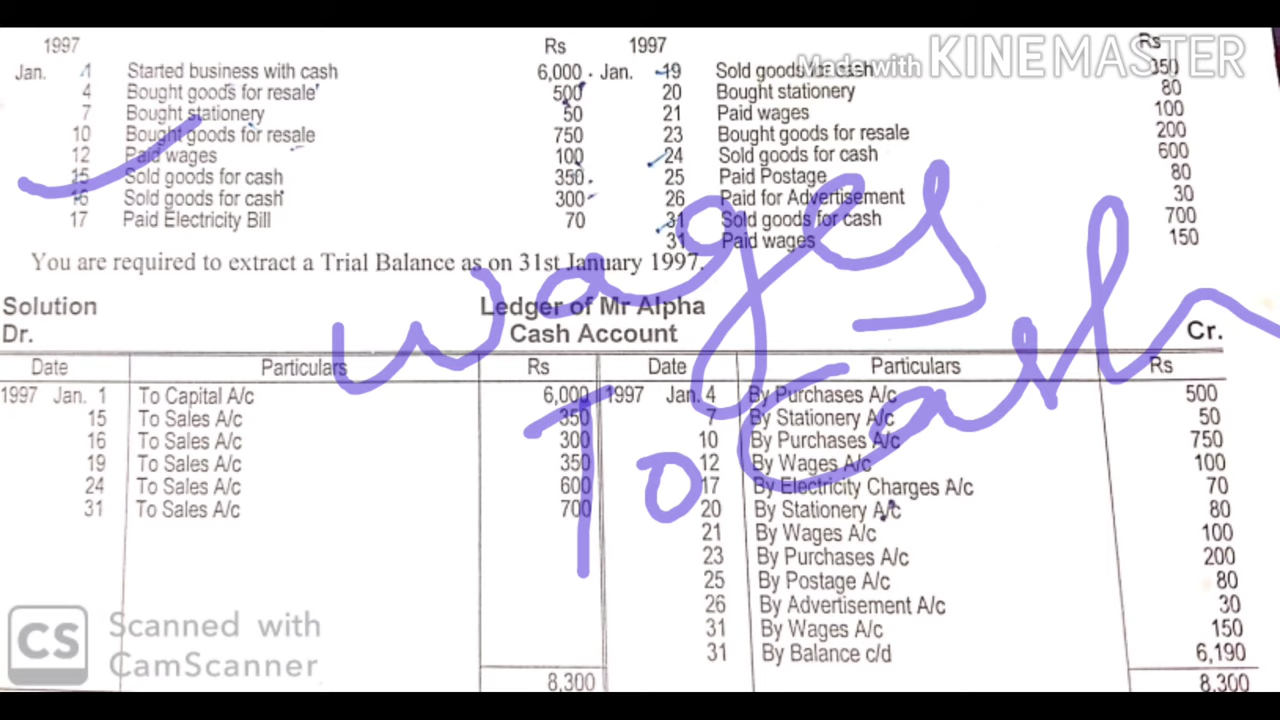 Made with KINEMASTER
1997 Rs 1997 Rs
Jan. 1 Started business with cash 6,000 Jan. 19 Sold goods for cash 350
4 Bought goods for resale 500 20 Bought stationery 80
7 Bought stationery 50 21 Paid wages 100
10 Bought goods for resale 750 23 Bought goods for resale 200
12 Paid wages 100 24 Sold goods for cash 600
15 Sold goods for cash 350 25 Paid Postage 80
16 Sold goods for cash 300 26 Paid for Advertisement 30
17 Paid Electricity Bill 70 31 Sold goods for cash 700
31 Paid wages 150
You are required to extract a Trial Balance as on 31st January 1997.
Solution Ledger of Mr Alpha
Dr. Cash Account Cr.
Date Particulars Rs Date Particulars Rs
1997 Jan. 1 To Capital A/c 6,000 1997 Jan. 4 By Purchases A/c 500
15 To Sales A/c 350 7 By Stationery A/c 50
16 To Sales A/c 300 10 By Purchases A/c 750
19 To Sales A/c 350 12 By Wages A/c 100
24 To Sales A/c 600 17 By Electricity Charges A/c 70
31 To Sales A/c 700 20 By Stationery A/c 80
21 By Wages A/c 100
23 By Purchases A/c 200
25 By Postage A/c 80
26 By Advertisement A/c 30
31 By Wages A/c 150
31 By Balance c/d 6,190
8,300 8,300
wages
To Cash
CS Scanned with
CamScanner